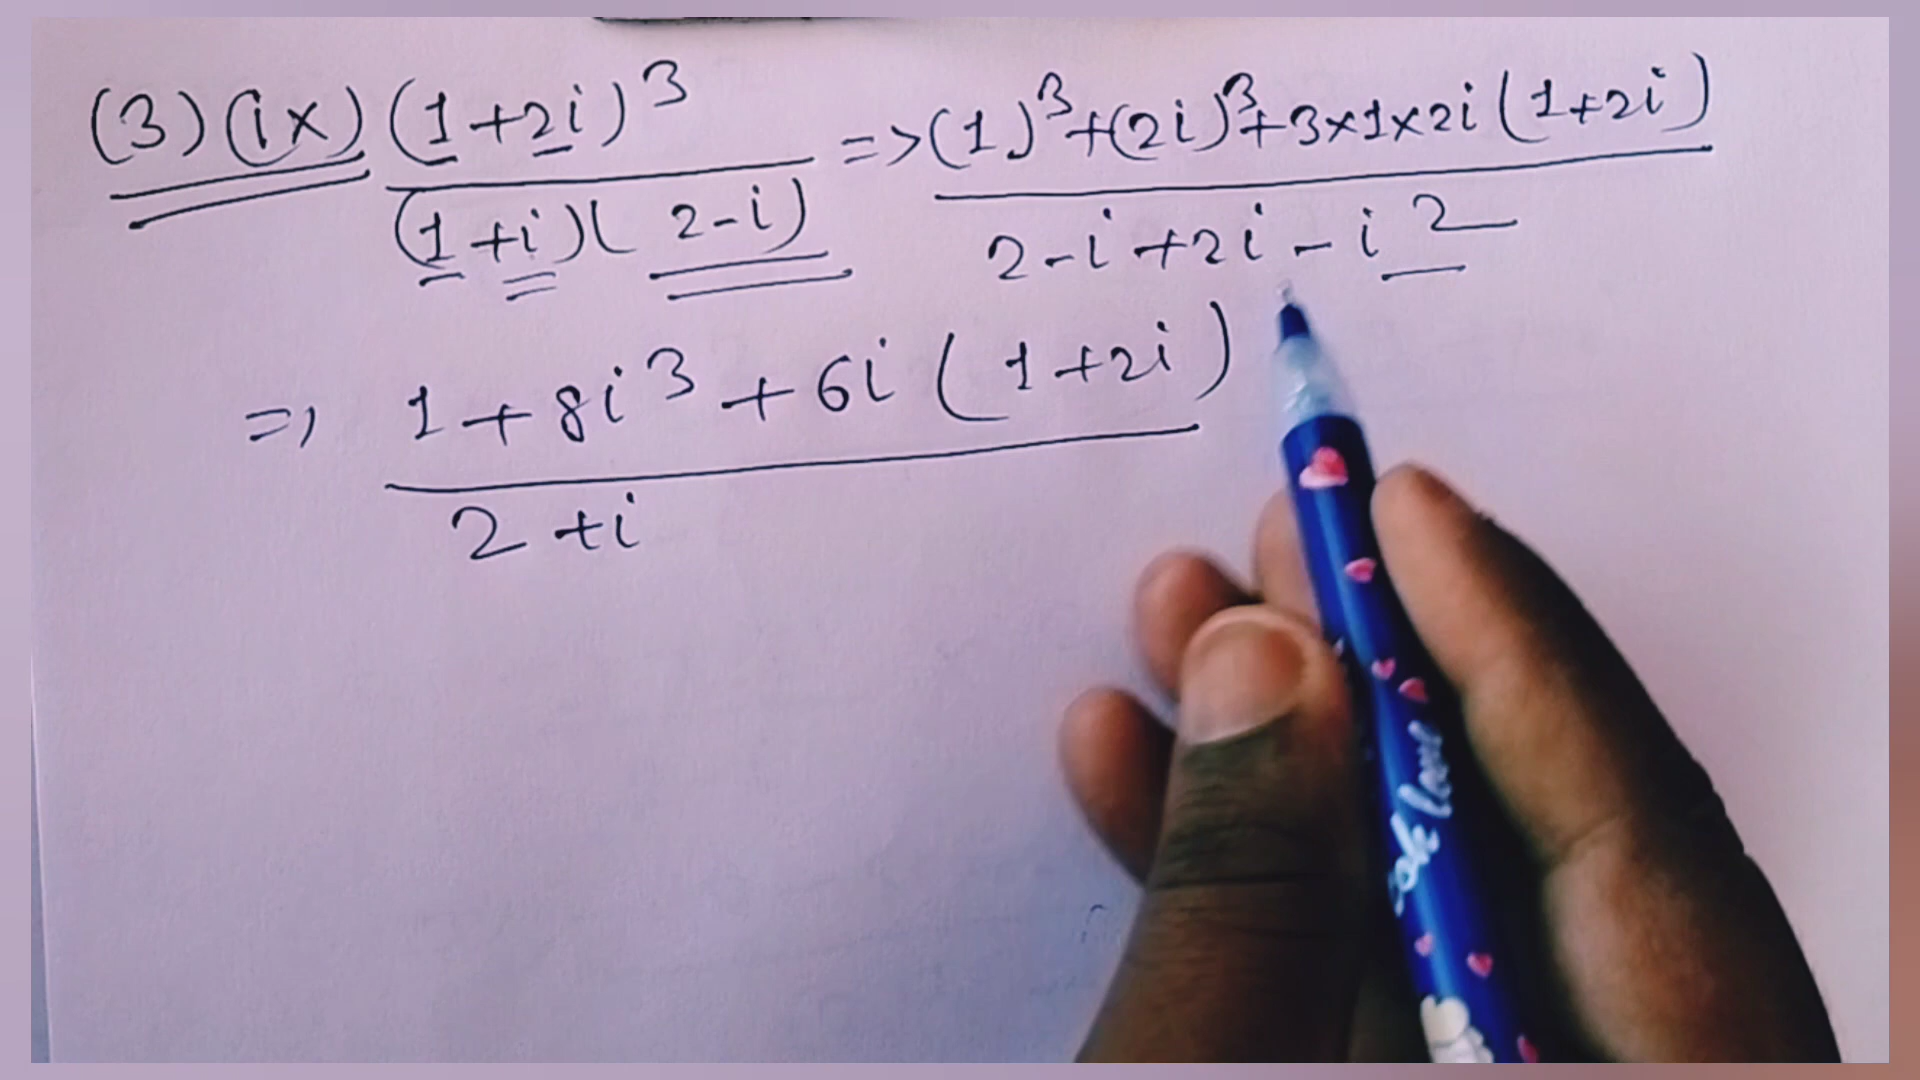 (3) (ix) (1+2i)^3 / (1+i)(2-i) => (1)^3+(2i)^3+3×1×2i(1+2i) / 2-i+2i-i^2
=> 1+8i^3+6i(1+2i) / 2+i
love